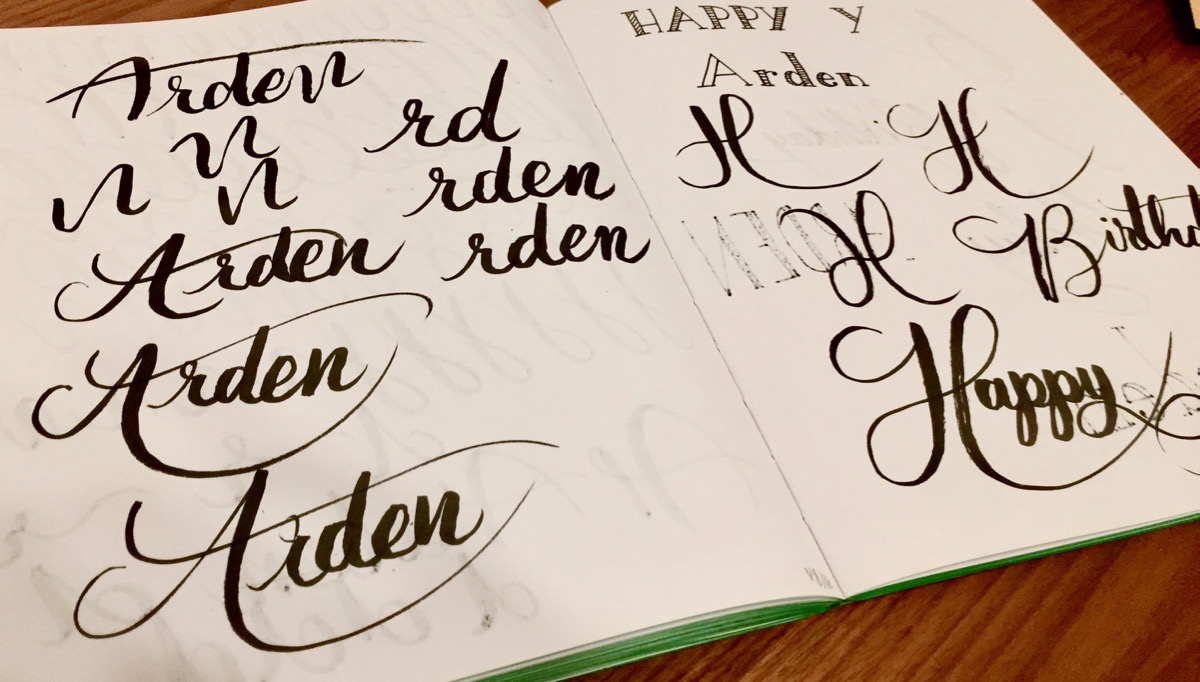 Arden
n
rd
n n
rden
Arden rden
Arden
Arden
HAPPY Y
Arden
H H
H Birthd
Happy